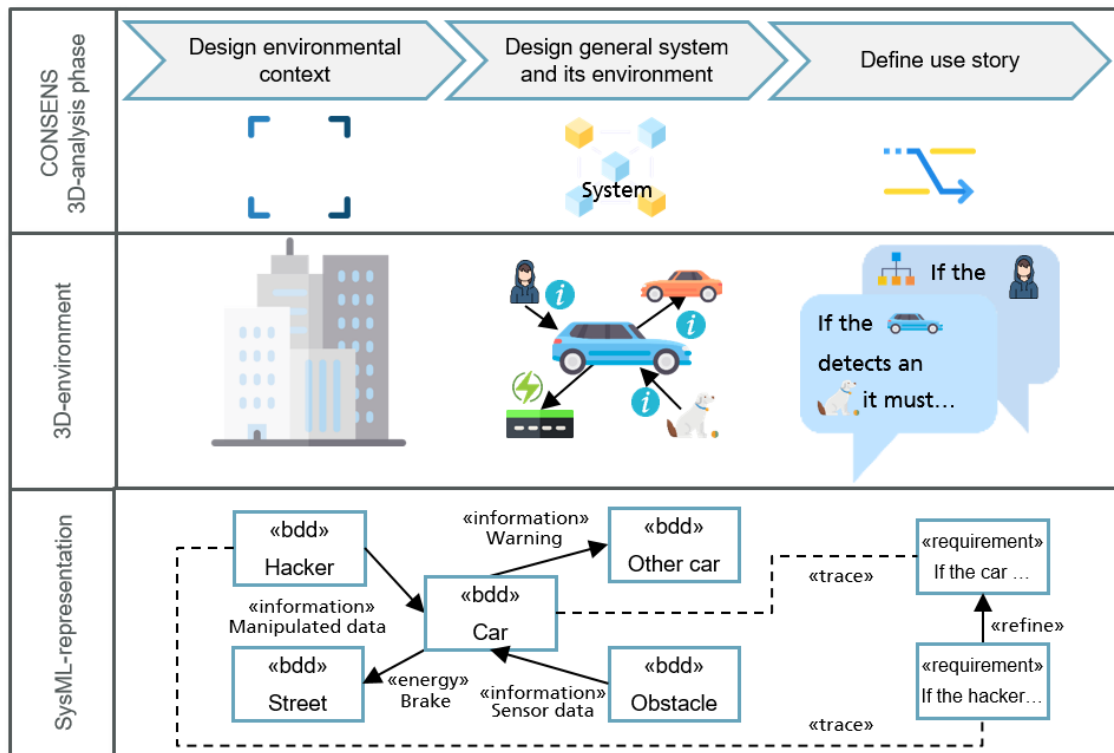 CONSENS
3D-analysis phase
Design environmental
context
Design general system
and its environment
Define use story
System
3D-environment
i
i
i
If the
If the
detects an
it must...
SysML-representation
«bdd»
Hacker
«information»
Warning
«bdd»
Other car
«requirement»
If the car ...
«trace»
«bdd»
Car
«information»
Manipulated data
«refine»
«bdd»
Street
«energy»
Brake
«information»
Sensor data
«bdd»
Obstacle
«requirement»
If the hacker...
«trace»